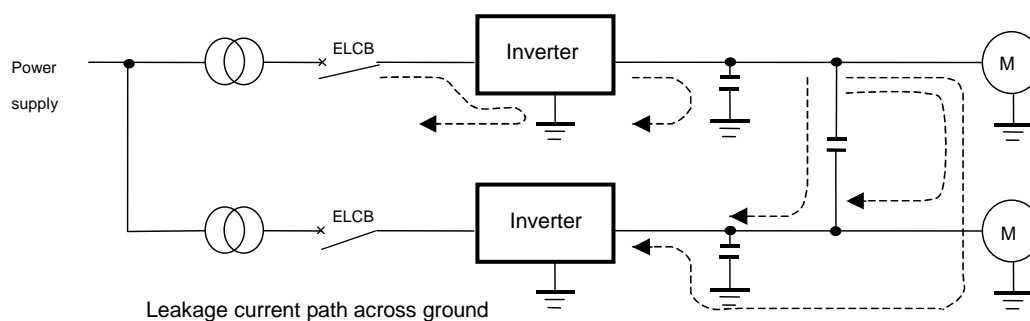 ELCB
Inverter
Power
supply
M
ELCB
Inverter
M
Leakage current path across ground